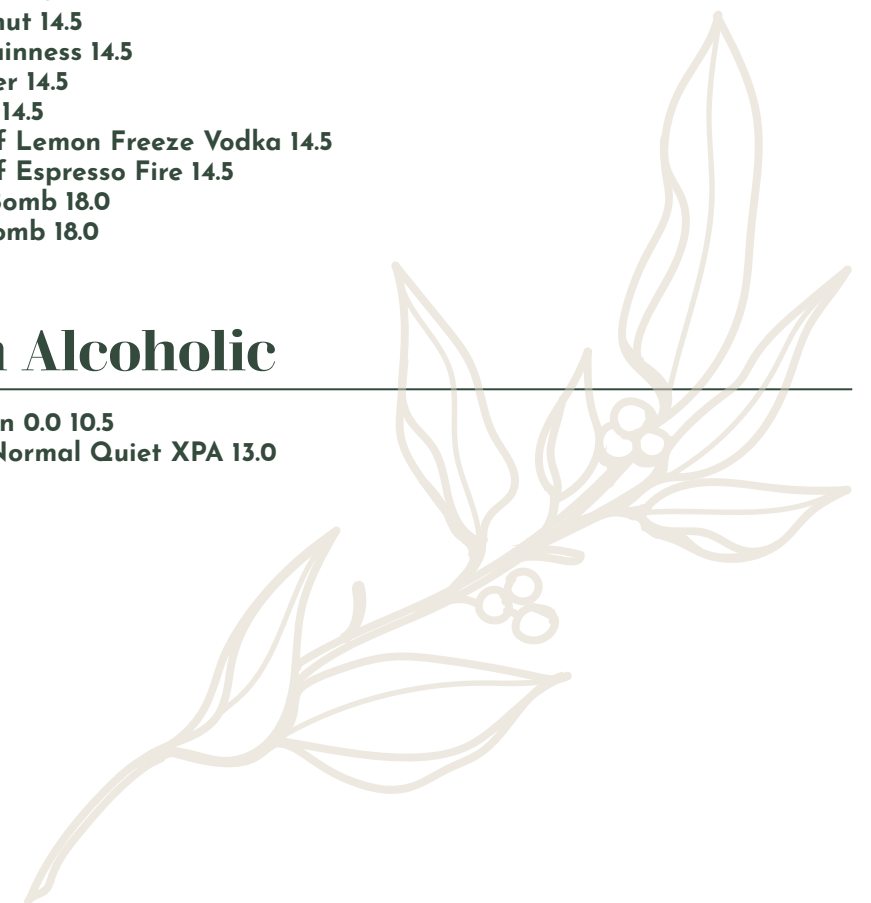 nut 14.5
uinness 14.5
er 14.5
14.5
f Lemon Freeze Vodka 14.5
f Espresso Fire 14.5
Bomb 18.0
omb 18.0
n Alcoholic
n 0.0 10.5
Normal Quiet XPA 13.0